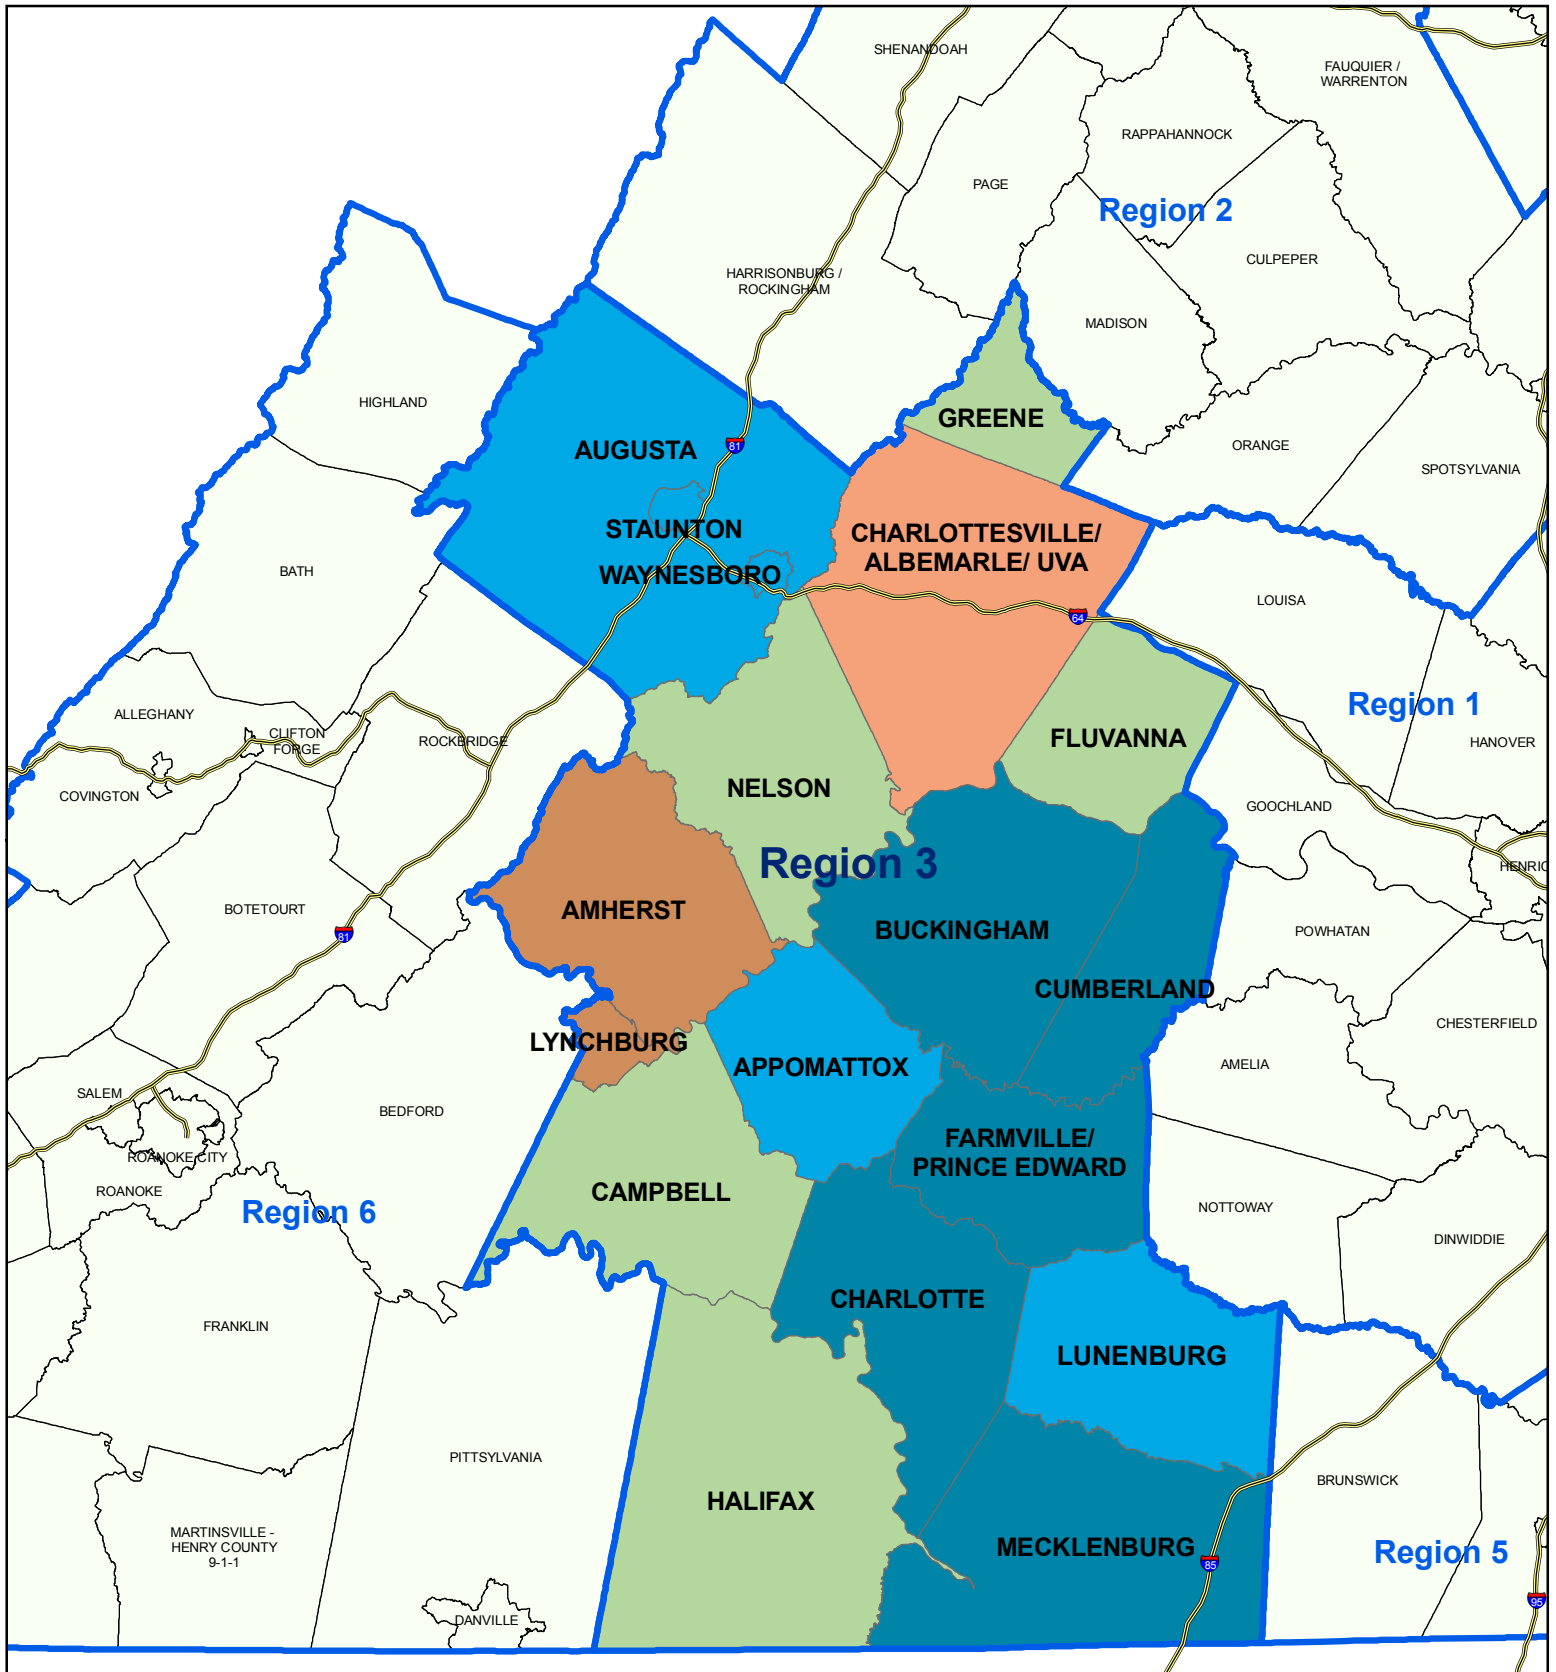 SHENANDOAH
FAUQUIER /
WARRENTON
RAPPAHANNOCK
PAGE
Region 2
CULPEPER
HARRISONBURG /
ROCKINGHAM
MADISON
HIGHLAND
GREENE
AUGUSTA
81
ORANGE
SPOTSYLVANIA
STAUNTON
CHARLOTTESVILLE/
ALBEMARLE/ UVA
WAYNESBORO
BATH
LOUISA
64
Region 1
ALLEGHANY
CLIFTON
FORGE
ROCKBRIDGE
FLUVANNA
HANOVER
COVINGTON
NELSON
GOOCHLAND
Region 3
HENRIC
BOTETOURT
AMHERST
81
BUCKINGHAM
POWHATAN
CUMBERLAND
CHESTERFIELD
LYNCHBURG
APPOMATTOX
AMELIA
SALEM
BEDFORD
FARMVILLE/
PRINCE EDWARD
ROANOKE CITY
ROANOKE
CAMPBELL
Region 6
NOTTOWAY
DINWIDDIE
CHARLOTTE
FRANKLIN
LUNENBURG
PITTSYLVANIA
BRUNSWICK
HALIFAX
MARTINSVILLE -
HENRY COUNTY
9-1-1
MECKLENBURG
85
Region 5
95
DANVILLE